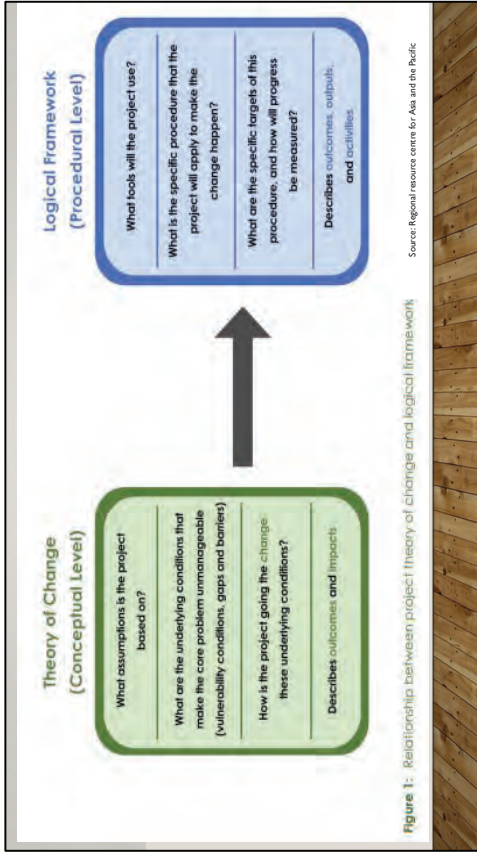 Theory of Change
(Conceptual Level)
What assumptions is the project
based on?
What are the underlying conditions that
make the core problem unmanageable
(vulnerability conditions, gaps and barriers)
How is the project going the change
these underlying conditions?
Describes outcomes and impacts
Logical Framework
(Procedural Level)
What tools will the project use?
What is the specific procedure that the
project will apply to make the
change happen?
What are the specific targets of this
procedure, and how will progress
be measured?
Describes outcomes, outputs,
and activities
Figure 1: Relationship between project theory of change and logical framework
Source: Regional resource centre for Asia and the Pacific